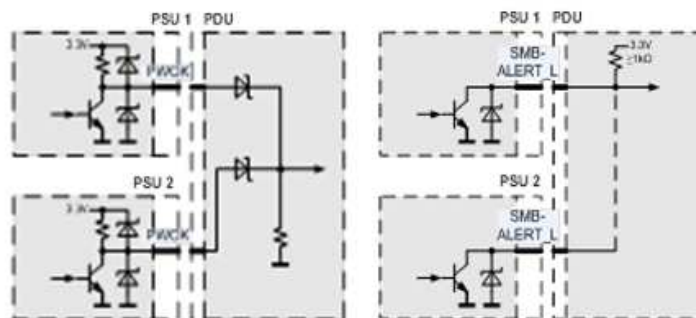 PSU 1 PDU
3.3V
PWOK
PSU 2
3.3V
PWOK
PSU 1 PDU
SMB-
ALERT_L
3.3V
≥1kΩ
PSU 2
SMB-
ALERT_L